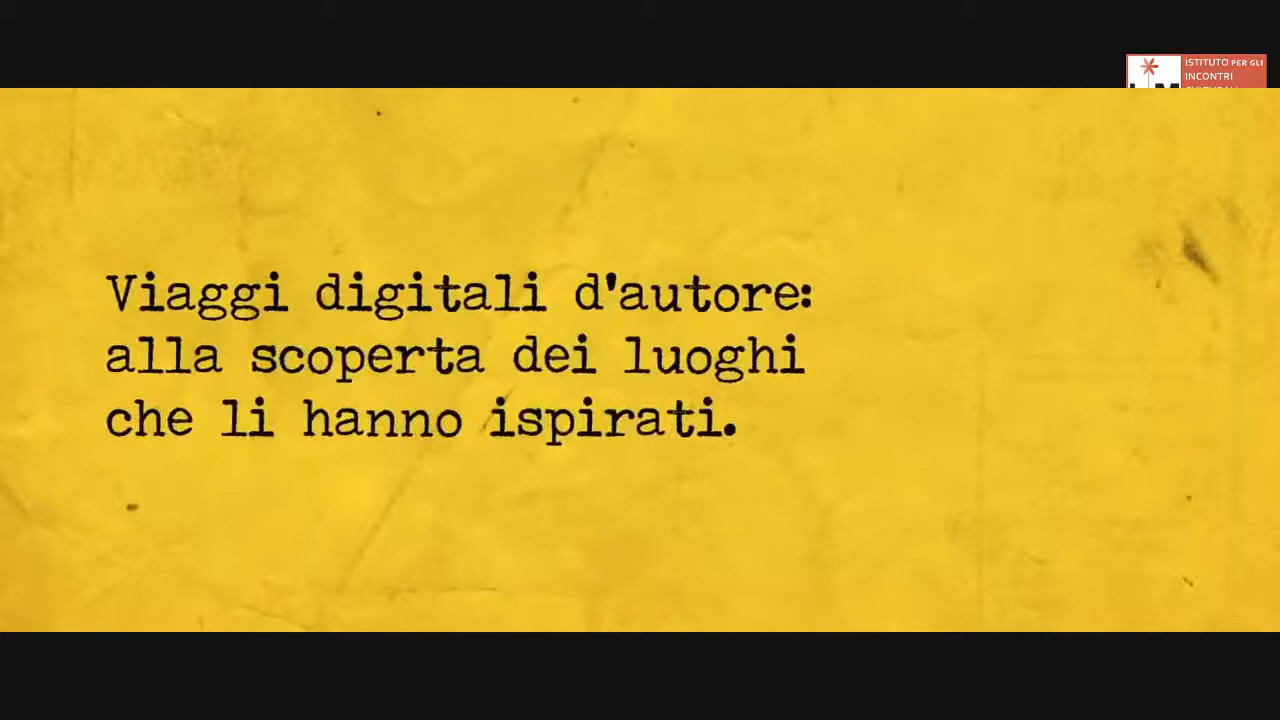 ISTITUTO PER GLI
INCONTRI
Viaggi digitali d'autore:
alla scoperta dei luoghi
che li hanno ispirati.